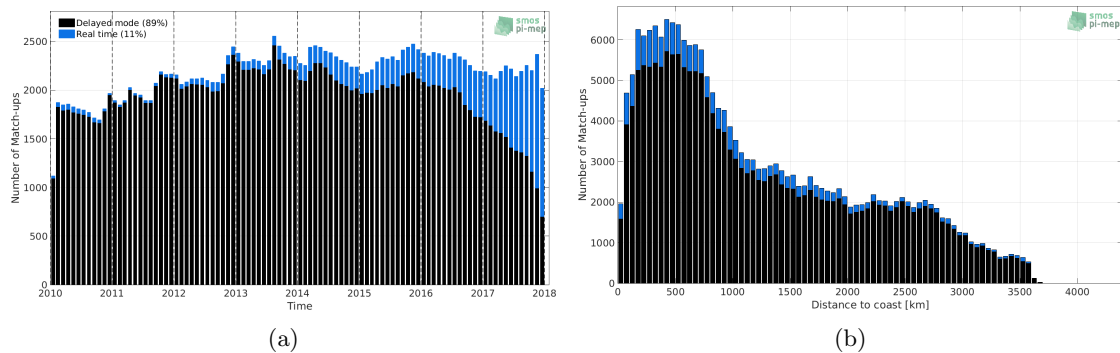 Delayed mode (89%)
Real time (11%)
smos
pi-mep
2500
2000
1500
1000
500
0
Number of Match-ups
2010 2011 2012 2013 2014 2015 2016 2017 2018
Time
(a)
smos
pi-mep
6000
5000
4000
3000
2000
1000
0
Number of Match-ups
0 500 1000 1500 2000 2500 3000 3500 4000
Distance to coast [km]
(b)